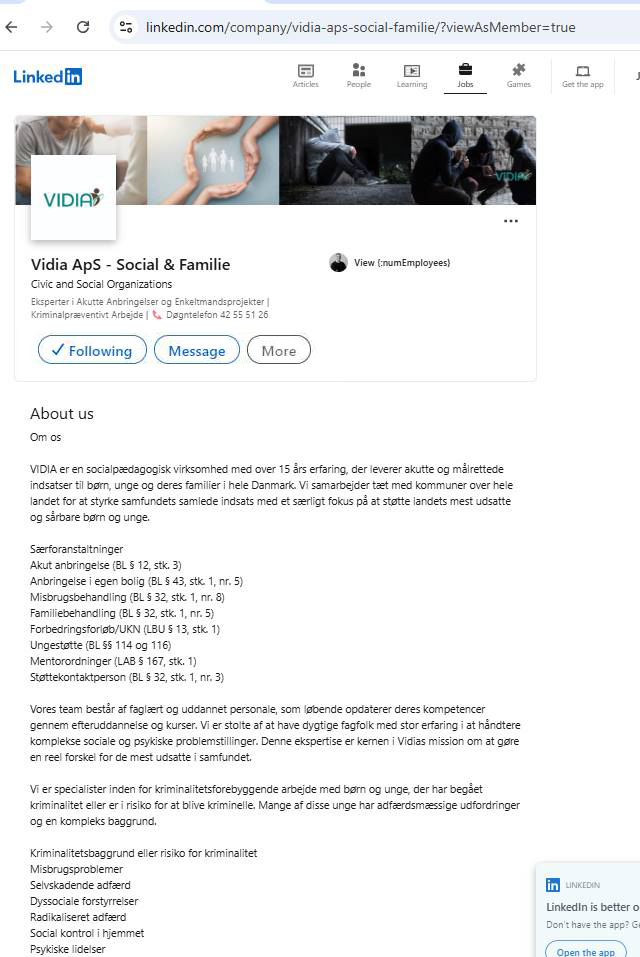 linkedin.com/company/vidia-aps-social-familie/?viewAsMember=true
LinkedIn
Articles
People
Learning
Jobs
Games
Get the app
J
VIDIA
VIDIA
Vidia ApS - Social & Familie
View {:numEmployees}
Civic and Social Organizations
Eksperter i Akutte Anbringelser og Enkeltmandsprojekter |
Kriminalpræventivt Arbejde | 📞 Døgntelefon 42 55 51 26
Following
Message
More
About us
Om os
VIDIA er en socialpædagogisk virksomhed med over 15 års erfaring, der leverer akutte og målrettede
indsatser til børn, unge og deres familier i hele Danmark. Vi samarbejder tæt med kommuner over hele
landet for at styrke samfundets samlede indsats med et særligt fokus på at støtte landets mest udsatte
og sårbare børn og unge.
Særforanstaltninger
Akut anbringelse (BL § 12, stk. 3)
Anbringelse i egen bolig (BL § 43, stk. 1, nr. 5)
Misbrugsbehandling (BL § 32, stk. 1, nr. 8)
Familiebehandling (BL § 32, stk. 1, nr. 5)
Forbedringsforløb/UKN (LBU § 13, stk. 1)
Ungestøtte (BL §§ 114 og 116)
Mentorordninger (LAB § 167, stk. 1)
Støttekontaktperson (BL § 32, stk. 1, nr. 3)
Vores team består af faglært og uddannet personale, som løbende opdaterer deres kompetencer
gennem efteruddannelse og kurser. Vi er stolte af at have dygtige fagfolk med stor erfaring i at håndtere
komplekse sociale og psykiske problemstillinger. Denne ekspertise er kernen i Vidias mission om at gøre
en reel forskel for de mest udsatte i samfundet.
Vi er specialister inden for kriminalitetsforebyggende arbejde med børn og unge, der har begået
kriminalitet eller er i risiko for at blive kriminelle. Mange af disse unge har adfærdsmæssige udfordringer
og en kompleks baggrund.
Kriminalitetsbaggrund eller risiko for kriminalitet
Misbrugsproblemer
Selvskadende adfærd
Dyssociale forstyrrelser
Radikaliseret adfærd
Social kontrol i hjemmet
Psykiske lidelser
LINKEDIN
LinkedIn is better o
Don't have the app? Ge
Open the app